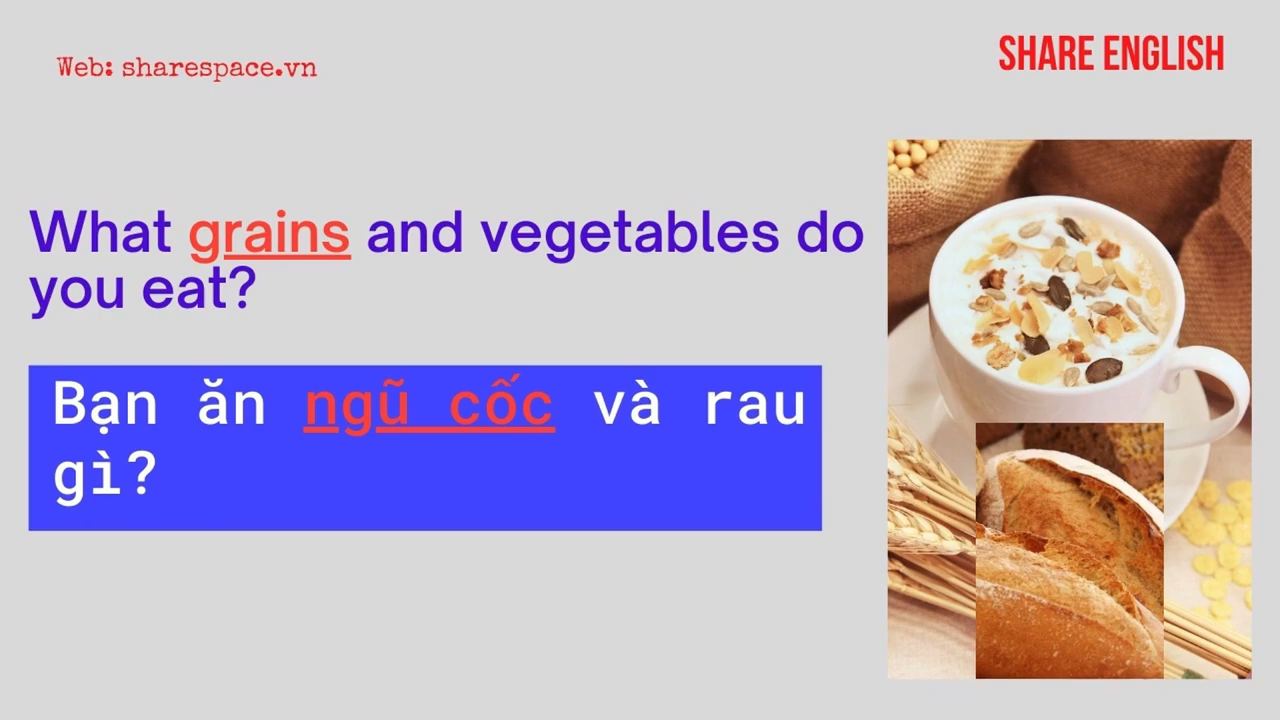 Web: sharespace.vn
SHARE ENGLISH
What grains and vegetables do
you eat?
Bạn ăn ngũ cốc và rau
gì?